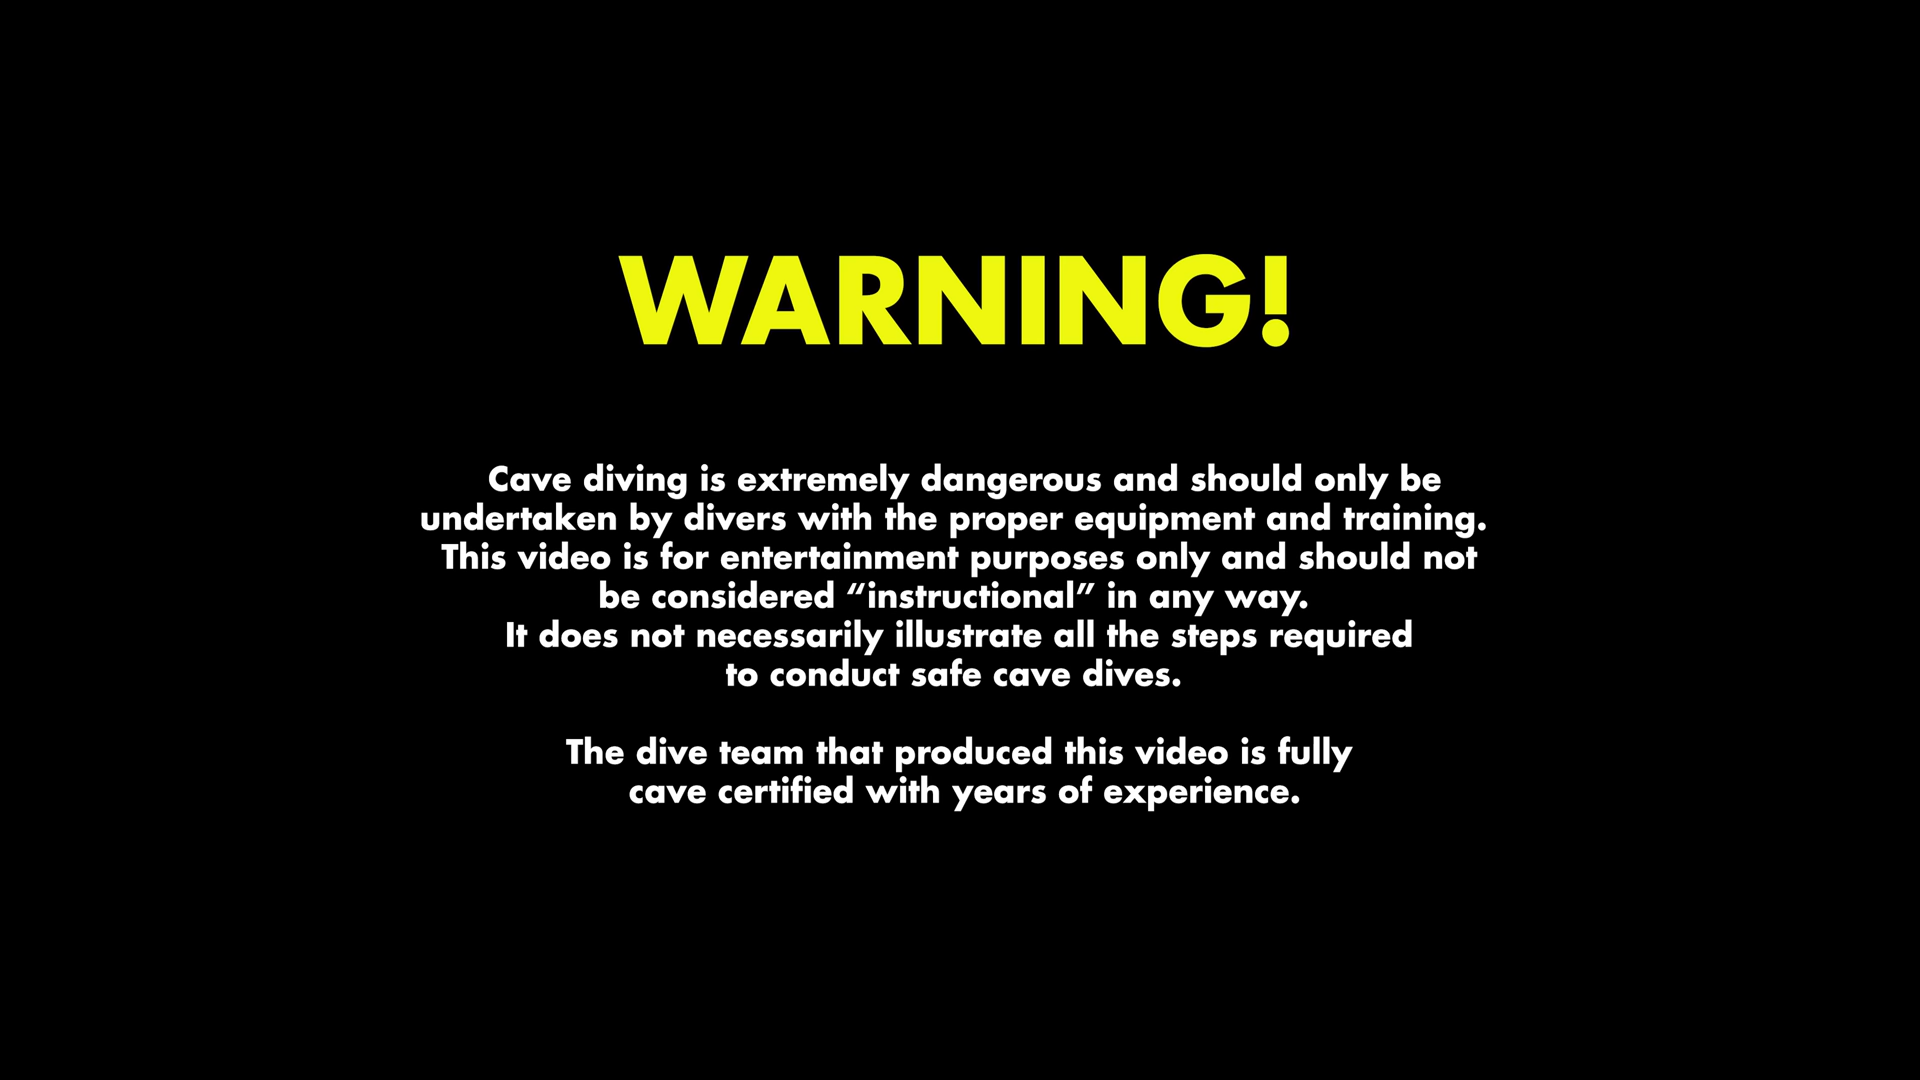 WARNING!
Cave diving is extremely dangerous and should only be
undertaken by divers with the proper equipment and training.
This video is for entertainment purposes only and should not
be considered “instructional” in any way.
It does not necessarily illustrate all the steps required
to conduct safe cave dives.
The dive team that produced this video is fully
cave certified with years of experience.